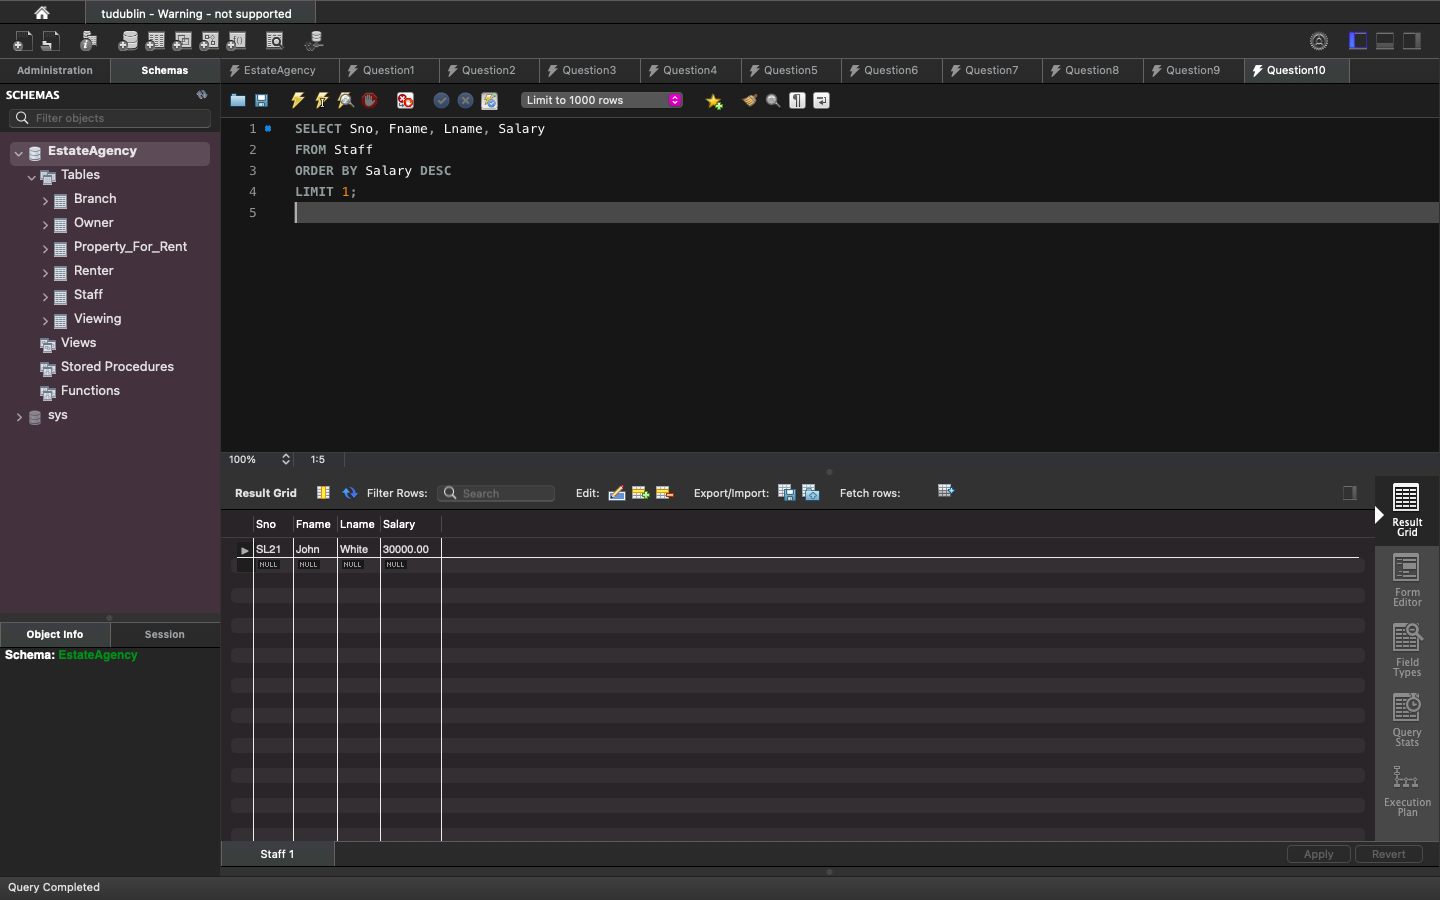 tudublin - Warning - not supported
Administration Schemas EstateAgency Question1 Question2 Question3 Question4 Question5 Question6 Question7 Question8 Question9 Question10
SCHEMAS
Limit to 1000 rows
Filter objects
1 SELECT Sno, Fname, Lname, Salary
2 FROM Staff
3 ORDER BY Salary DESC
4 LIMIT 1;
5
EstateAgency
Tables
Branch
Owner
Property_For_Rent
Renter
Staff
Viewing
Views
Stored Procedures
Functions
sys
100% 1:5
Result Grid Filter Rows: Search Edit: Export/Import: Fetch rows:
Sno Fname Lname Salary
SL21 John White 30000.00
NULL NULL NULL NULL
Result
Grid
Form
Editor
Field
Types
Query
Stats
Execution
Plan
Object Info Session
Schema: EstateAgency
Staff 1 Apply Revert
Query Completed